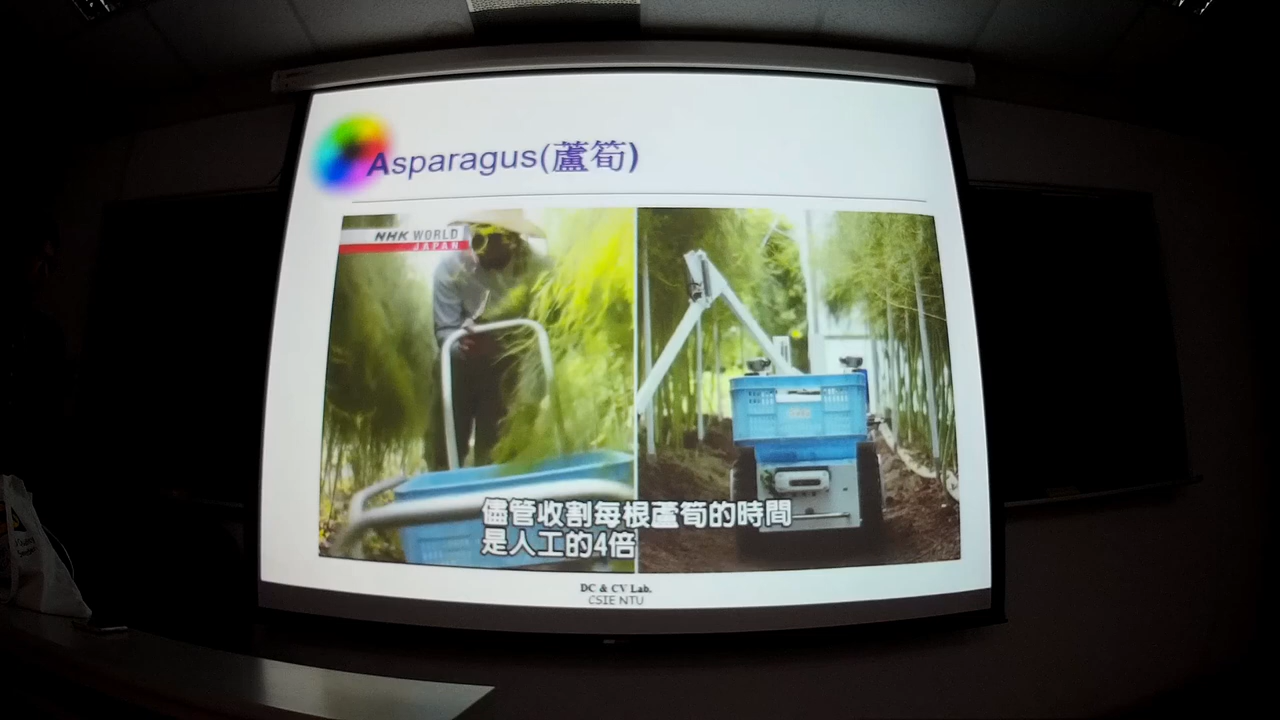 Asparagus(蘆筍)
NHK WORLD
JAPAN
儘管收割每根蘆筍的時間
是人工的4倍
DC & CV Lab.
CSIE NTU